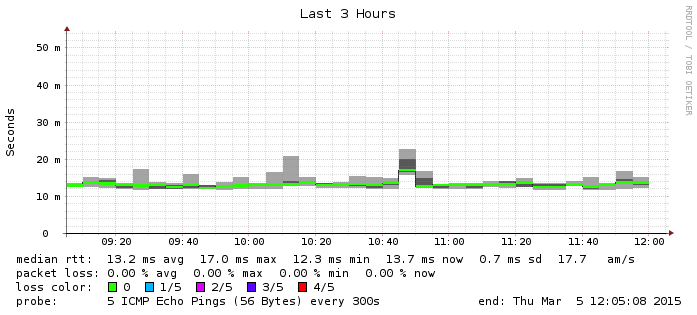 Last 3 Hours
RRDTOOL / TOBI OETIKER
50 m
40 m
30 m
20 m
10 m
0
Seconds
09:20 09:40 10:00 10:20 10:40 11:00 11:20 11:40 12:00
median rtt: 13.2 ms avg 17.0 ms max 12.3 ms min 13.7 ms now 0.7 ms sd 17.7 am/s
packet loss: 0.00 % avg 0.00 % max 0.00 % min 0.00 % now
loss color: 0 1/5 2/5 3/5 4/5
probe: 5 ICMP Echo Pings (56 Bytes) every 300s end: Thu Mar 5 12:05:08 2015